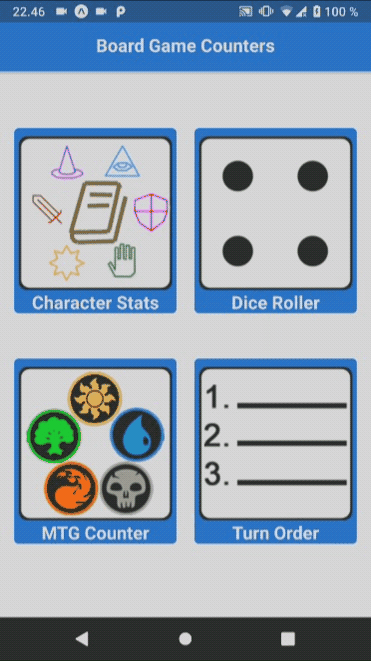 22.46 100 %
Board Game Counters
Character Stats
Dice Roller
1.
2.
3.
MTG Counter
Turn Order